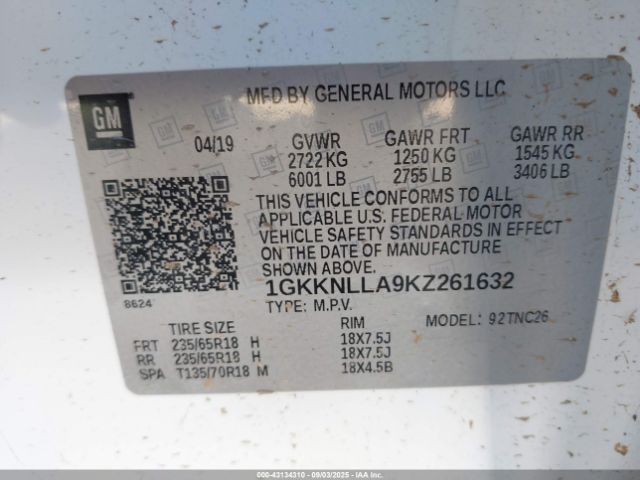 MFD BY GENERAL MOTORS LLC
GM
04/19 GVWR GAWR FRT GAWR RR
2722 KG 1250 KG 1545 KG
6001 LB 2755 LB 3406 LB
THIS VEHICLE CONFORMS TO ALL
APPLICABLE U.S. FEDERAL MOTOR
VEHICLE SAFETY STANDARDS IN EFFECT
ON THE DATE OF MANUFACTURE
SHOWN ABOVE.
1GKKNLLA9KZ261632
8624
TYPE: M.P.V. MODEL: 92TNC26
TIRE SIZE RIM
FRT 235/65R18 H 18X7.5J
RR 235/65R18 H 18X7.5J
SPA T135/70R18 M 18X4.5B
000-43134310 - 09/03/2025 - IAAI.COM